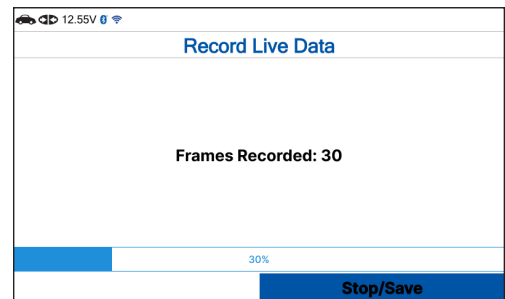 12.55V
Record Live Data
Frames Recorded: 30
30%
Stop/Save